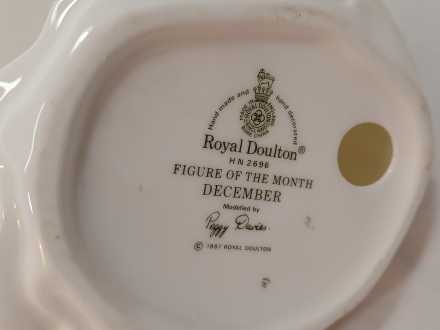 Hand made and hand decorated
Royal Doulton®
HN 2696
FIGURE OF THE MONTH
DECEMBER
Modelled by
Peggy Davies.
© 1987 ROYAL DOULTON